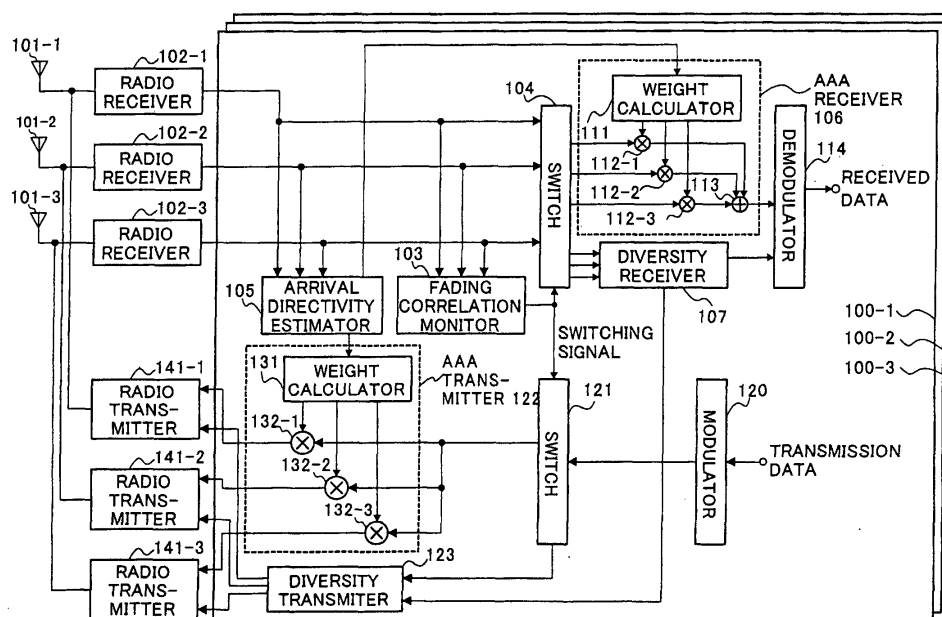 101-1
102-1
RADIO
RECEIVER
101-2
102-2
RADIO
RECEIVER
101-3
102-3
RADIO
RECEIVER
104
SWITCH
WEIGHT
CALCULATOR
111
112-1
112-2
112-3
113
AAA
RECEIVER
106
DEMODULATOR
114
RECEIVED
DATA
105
ARRIVAL
DIRECTIVITY
ESTIMATOR
103
FADING
CORRELATION
MONITOR
DIVERSITY
RECEIVER
107
SWITCHING
SIGNAL
100-1
100-2
100-3
131
WEIGHT
CALCULATOR
AAA
TRANS-
MITTER 122
132-1
132-2
132-3
121
SWITCH
120
MODULATOR
TRANSMISSION
DATA
141-1
RADIO
TRANS-
MITTER
141-2
RADIO
TRANS-
MITTER
141-3
RADIO
TRANS-
MITTER
123
DIVERSITY
TRANSMITER